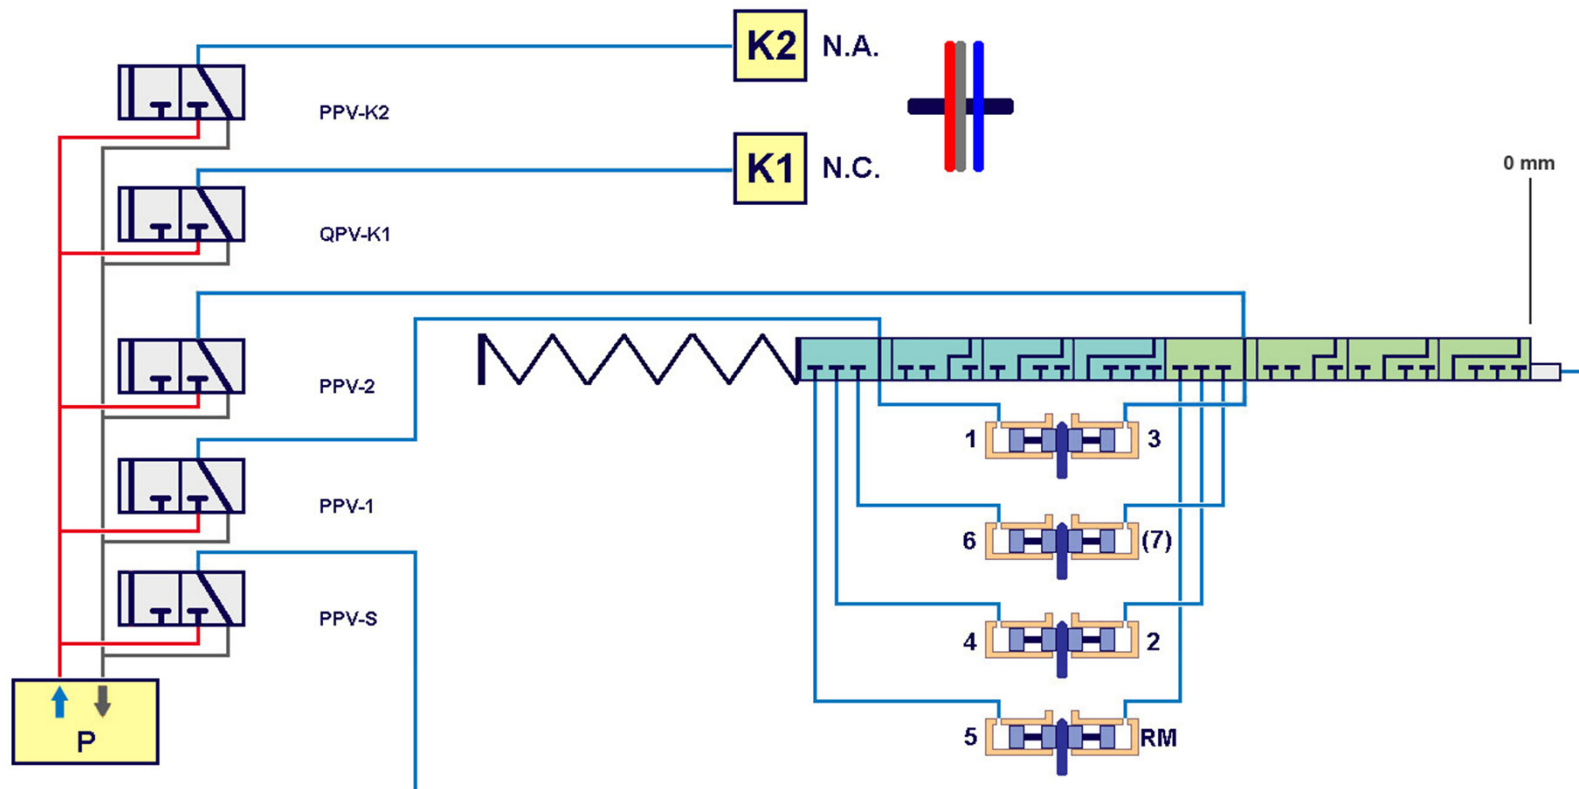 K2 N.A.
PPV-K2
K1 N.C.
0 mm
QPV-K1
PPV-2
1 3
PPV-1
6 (7)
PPV-S
4 2
P
5 RM